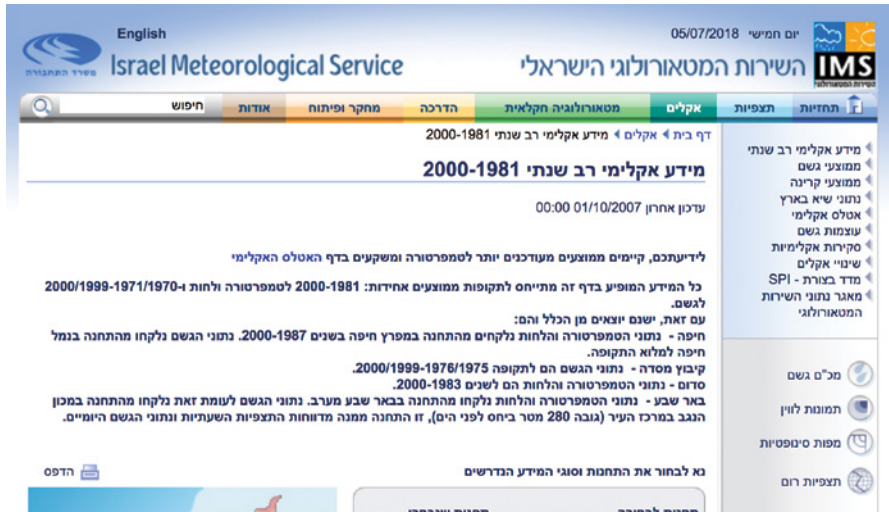 English
יום חמישי 05/07/2018
משרד התחבורה
Israel Meteorological Service
השירות המטאורולוגי הישראלי
IMS
השירות המטאורולוגי
תחזיות
תצפיות
אקלים
מטאורולוגיה חקלאית
הדרכה
מחקר ופיתוח
אודות
חיפוש
מידע אקלימי רב שנתי
ממוצעי גשם
ממוצעי קרינה
נתוני שיא בארץ
אטלס אקלימי
עוצמות גשם
סקירות אקלימיות
שינויי אקלים
מדד בצורת - SPI
מאגר נתוני השירות
המטאורולוגי
מכ"ם גשם
תמונות לווין
מפות סינופטיות
תצפיות רום
דף בית אקלים מידע אקלימי רב שנתי 2000-1981
מידע אקלימי רב שנתי 2000-1981
עדכון אחרון 01/10/2007 00:00
לידיעתכם, קיימים ממוצעים מעודכנים יותר לטמפרטורה ומשקעים בדף האטלס האקלימי
כל המידע המופיע בדף זה מתייחס לתקופות ממוצעים אחידות: 2000-1981 לטמפרטורה ולחות ו-2000/1999-1971/1970
לגשם.
עם זאת, ישנם יוצאים מן הכלל והם:
חיפה - נתוני הטמפרטורה והלחות נלקחים מהתחנה במפרץ חיפה בשנים 2000-1987. נתוני הגשם נלקחו מהתחנה בנמל
חיפה למלוא התקופה.
קיבוץ מסדה - נתוני הגשם הם לתקופה 2000/1999-1976/1975.
סדום - נתוני הטמפרטורה והלחות הם לשנים 2000-1983.
באר שבע - נתוני הטמפרטורה והלחות נלקחו מהתחנה בבאר שבע מערב. נתוני הגשם לעומת זאת נלקחו מהתחנה במכון
הנגב במרכז העיר (גובה 280 מטר ביחס לפני הים), זו התחנה ממנה מדווחות התצפיות השעתיות ונתוני הגשם היומיים.
הדפס
נא לבחור את התחנות וסוגי המידע הנדרשים